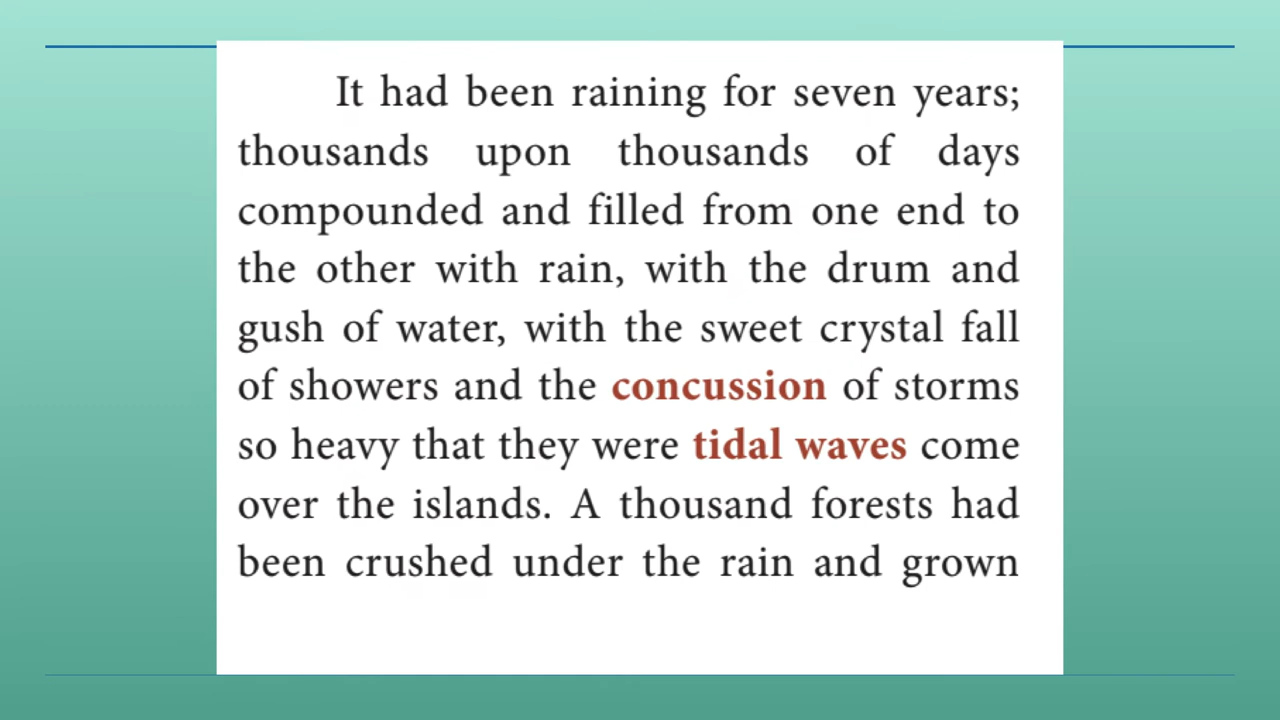 It had been raining for seven years;
thousands upon thousands of days
compounded and filled from one end to
the other with rain, with the drum and
gush of water, with the sweet crystal fall
of showers and the concussion of storms
so heavy that they were tidal waves come
over the islands. A thousand forests had
been crushed under the rain and grown